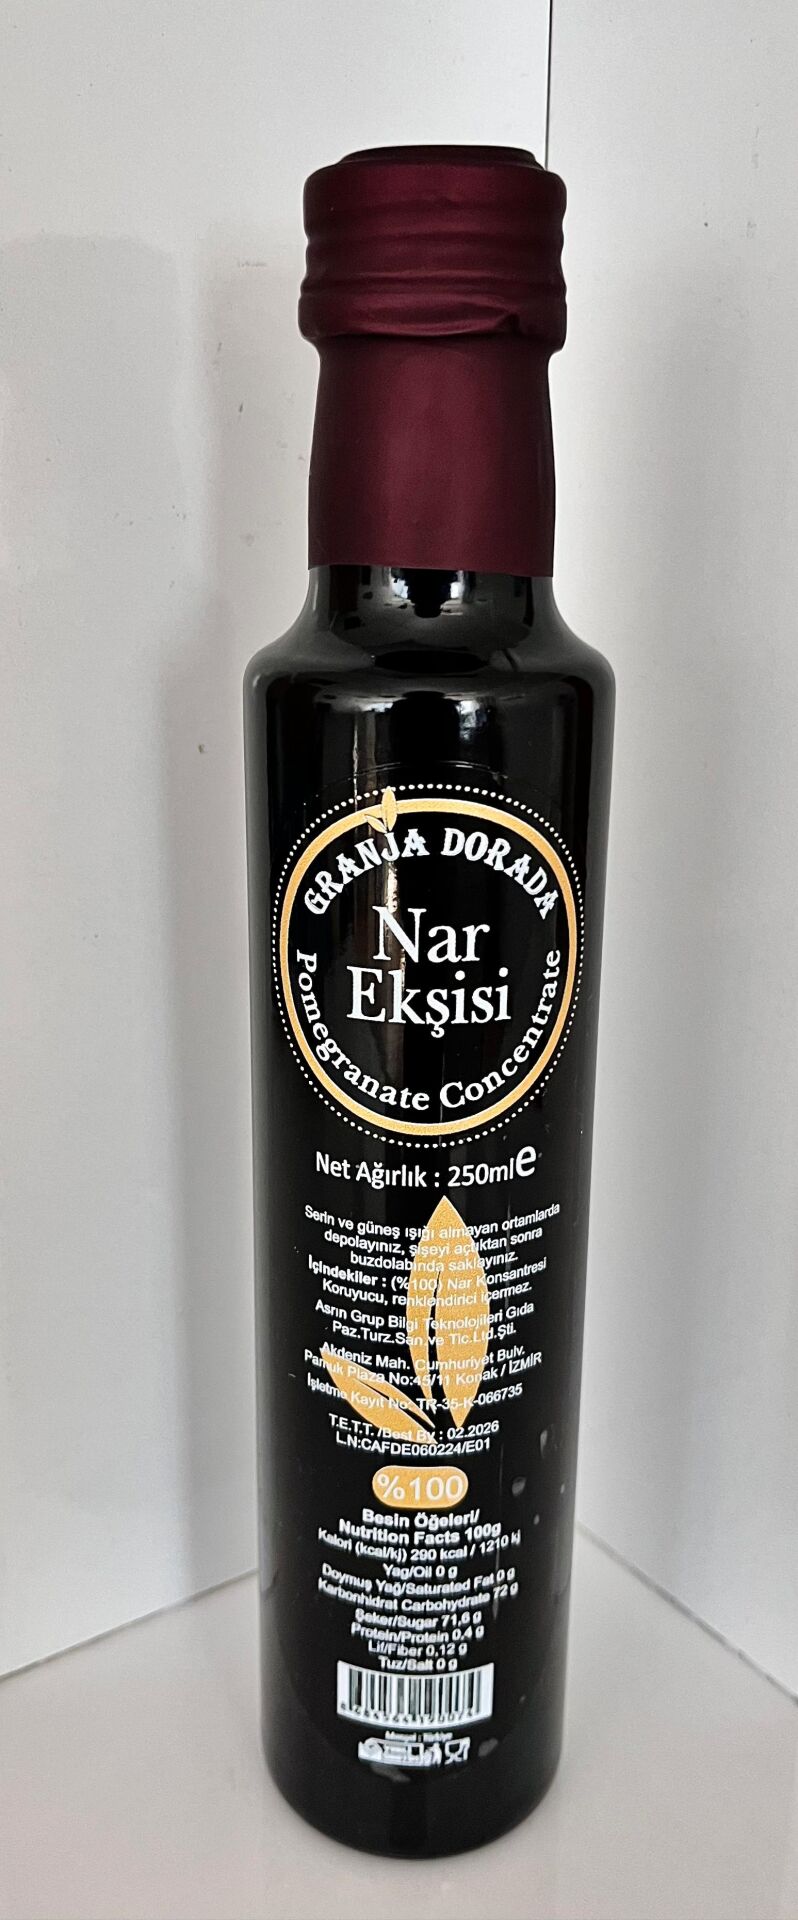 GRANJA DORADA
Nar
Ekşisi
Pomegranate Concentrate
Net Ağırlık : 250ml e
Serin ve güneş ışığı almayan ortamlarda
depolayınız, şişeyi açtıktan sonra
buzdolabında saklayınız.
İçindekiler : (%100) Nar Konsantresi
Koruyucu, renklendirici içermez.
Asrın Grup Bilgi Teknolojileri Gıda
Paz.Turz.San.ve Tic.Ltd.Şti.
Akdeniz Mah. Cumhuriyet Bulv.
Pamuk Plaza No:45/11 Konak / İZMİR
İşletme Kayıt No: TR-35-K-066735
T.E.T.T. /Best By : 02.2026
L.N:CAFDE060224/E01
%100
Besin Öğeleri/
Nutrition Facts 100g
Kalori (kcal/kj) 290 kcal / 1210 kj
Yag/Oil 0 g
Doymuş Yağ/Saturated Fat 0 g
Karbonhidrat Carbohydrate 72 g
Şeker/Sugar 71,6 g
Protein/Protein 0,4 g
Lif/Fiber 0,12 g
Tuz/Salt 0 g
Menşei : Türkiye